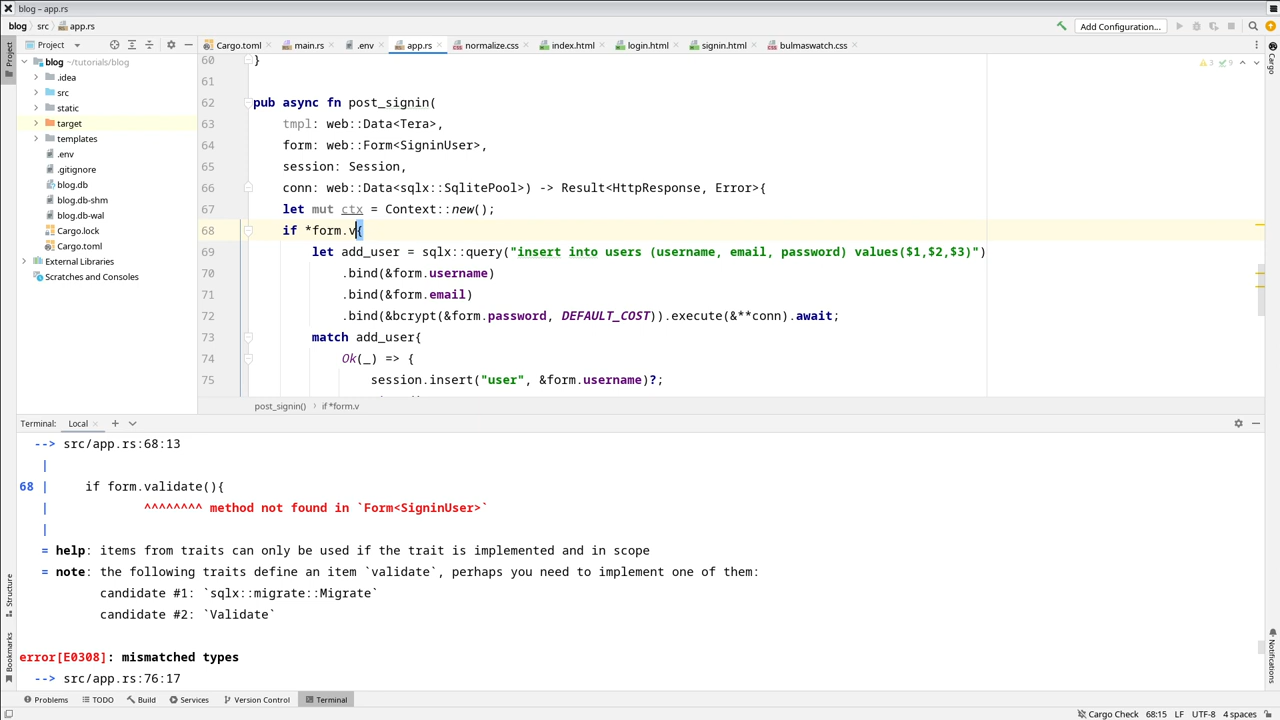 blog – app.rs
blog src app.rs Add Configuration...
Project Cargo.toml main.rs .env app.rs normalize.css index.html login.html signin.html bulmaswatch.css
Project
Cargo
blog ~/tutorials/blog
.idea
src
static
target
templates
.env
.gitignore
blog.db
blog.db-shm
blog.db-wal
Cargo.lock
Cargo.toml
External Libraries
Scratches and Consoles
3 9
60 }
61
62 pub async fn post_signin(
63 tmpl: web::Data<Tera>,
64 form: web::Form<SigninUser>,
65 session: Session,
66 conn: web::Data<sqlx::SqlitePool>) -> Result<HttpResponse, Error>{
67 let mut ctx = Context::new();
68 if *form.v{
69 let add_user = sqlx::query("insert into users (username, email, password) values($1,$2,$3)")
70 .bind(&form.username)
71 .bind(&form.email)
72 .bind(&bcrypt(&form.password, DEFAULT_COST)).execute(&**conn).await;
73 match add_user{
74 Ok(_) => {
75 session.insert("user", &form.username)?;
post_signin() if *form.v
Terminal: Local
--> src/app.rs:68:13
|
68 | if form.validate(){
| ^^^^^^^^ method not found in `Form<SigninUser>`
|
= help: items from traits can only be used if the trait is implemented and in scope
= note: the following traits define an item `validate`, perhaps you need to implement one of them:
candidate #1: `sqlx::migrate::Migrate`
candidate #2: `Validate`
error[E0308]: mismatched types
--> src/app.rs:76:17
Structure
Bookmarks
Notifications
Problems TODO Build Services Version Control Terminal
Cargo Check 68:15 LF UTF-8 4 spaces